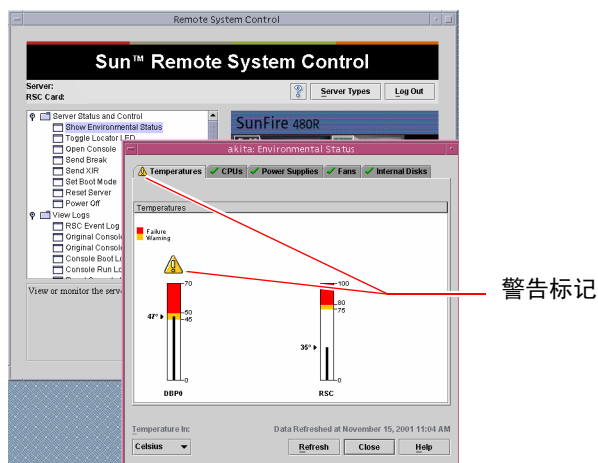 Remote System Control
Sun™ Remote System Control
Server:
RSC Card:
Server Types
Log Out
Server Status and Control
Show Environmental Status
Toggle Locator LED
Open Console
Send Break
Send XIR
Set Boot Mode
Reset Server
Power Off
View Logs
RSC Event Log
Original Consol
Original Consol
Console Boot L
Console Run Lo
View or monitor the serv
SunFire 480R
akita: Environmental Status
Temperatures
CPUs
Power Supplies
Fans
Internal Disks
Temperatures
Failure
Warning
70
50
45
47°
0
DBP0
100
80
75
35°
0
RSC
Temperature In:
Celsius
Data Refreshed at November 15, 2001 11:04 AM
Refresh
Close
Help
警告标记